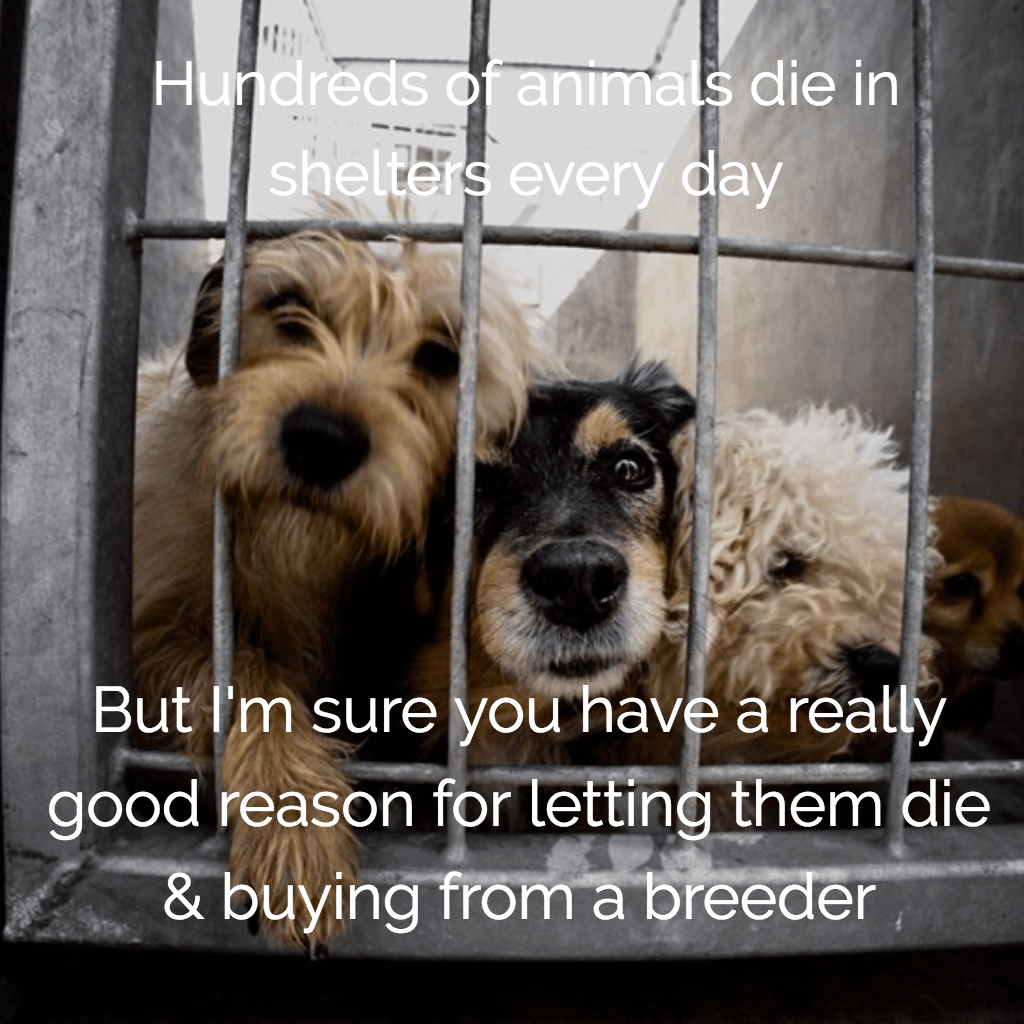 Hundreds of animals die in
shelters every day
But I'm sure you have a really
good reason for letting them die
& buying from a breeder